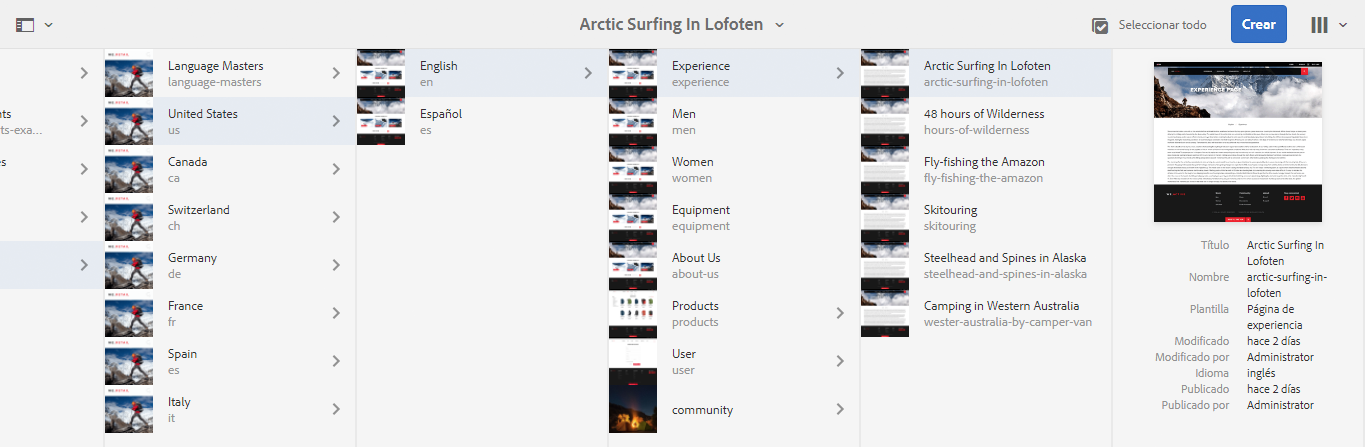 Arctic Surfing In Lofoten
Seleccionar todo
Crear
nts
ts-exa...
es
Language Masters
language-masters
United States
us
Canada
ca
Switzerland
ch
Germany
de
France
fr
Spain
es
Italy
it
English
en
Español
es
Experience
experience
Men
men
Women
women
Equipment
equipment
About Us
about-us
Products
products
User
user
community
Arctic Surfing In Lofoten
arctic-surfing-in-lofoten
48 hours of Wilderness
hours-of-wilderness
Fly-fishing the Amazon
fly-fishing-the-amazon
Skitouring
skitouring
Steelhead and Spines in Alaska
steelhead-and-spines-in-alaska
Camping in Western Australia
wester-australia-by-camper-van
EXPERIENCE PAGE
Título Arctic Surfing In
Lofoten
Nombre arctic-surfing-in-
lofoten
Plantilla Página de
experiencia
Modificado hace 2 días
Modificado por Administrator
Idioma inglés
Publicado hace 2 días
Publicado por Administrator